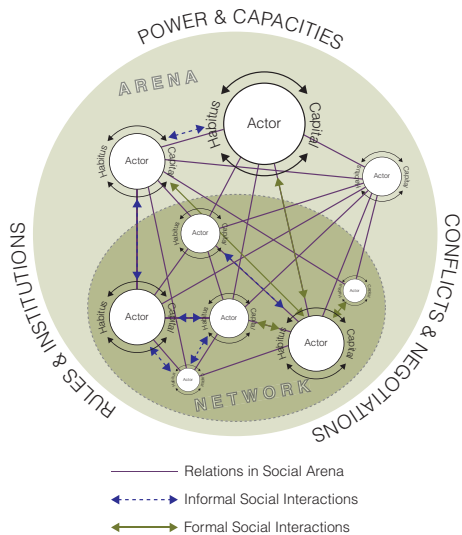 POWER & CAPACITIES
ARENA
Habitus
Actor
Capital
Habitus
Actor
Capital
Habitus
Actor
Capital
Habitus
Actor
Capital
Actor
Habitus
Actor
Capital
Habitus
Actor
Capital
Habitus
Actor
Capital
Actor
NETWORK
RULES & INSTITUTIONS
CONFLICTS & NEGOTIATIONS
Relations in Social Arena
Informal Social Interactions
Formal Social Interactions